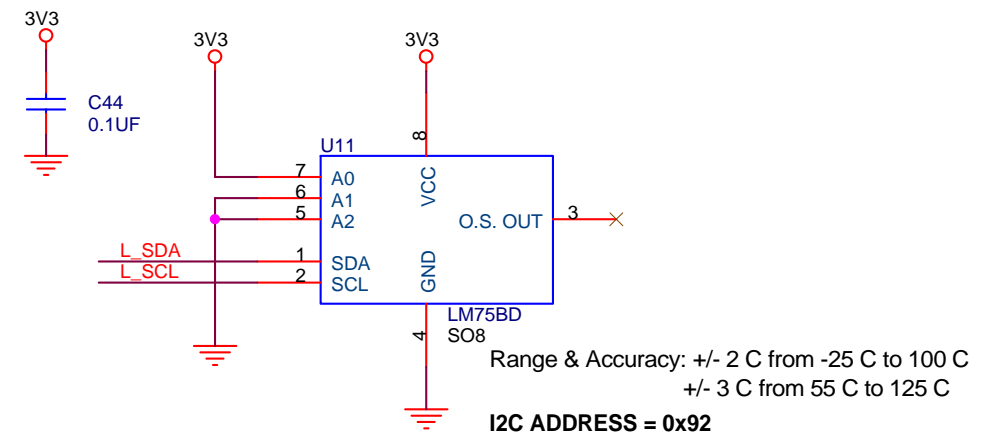 3V3
3V3
3V3
C44
0.1UF
U11
8
VCC
7
A0
6
A1
5
A2
O.S. OUT
3
L_SDA
1
SDA
L_SCL
2
SCL
GND
4
LM75BD
SO8
Range & Accuracy: +/- 2 C from -25 C to 100 C
+/- 3 C from 55 C to 125 C
I2C ADDRESS = 0x92